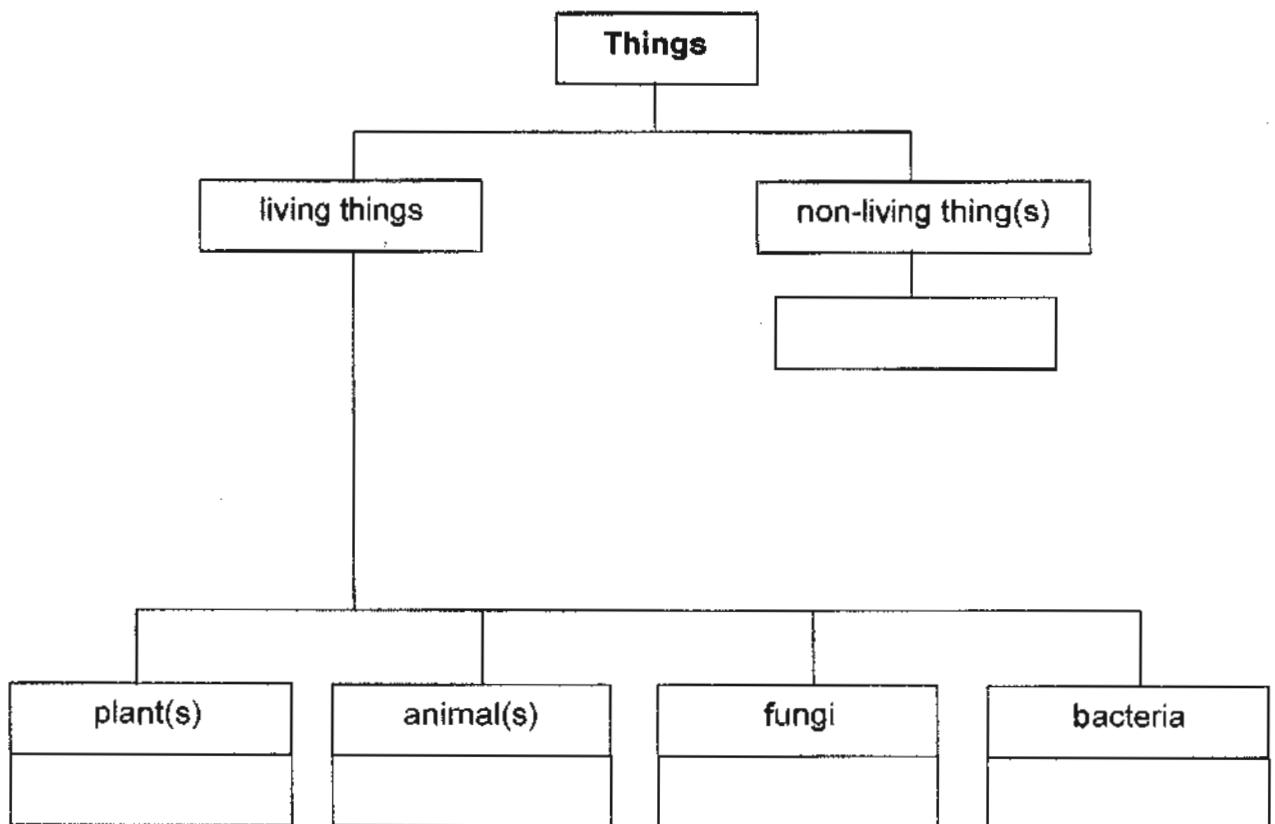 Things
living things
non-living thing(s)
plant(s)
animal(s)
fungi
bacteria